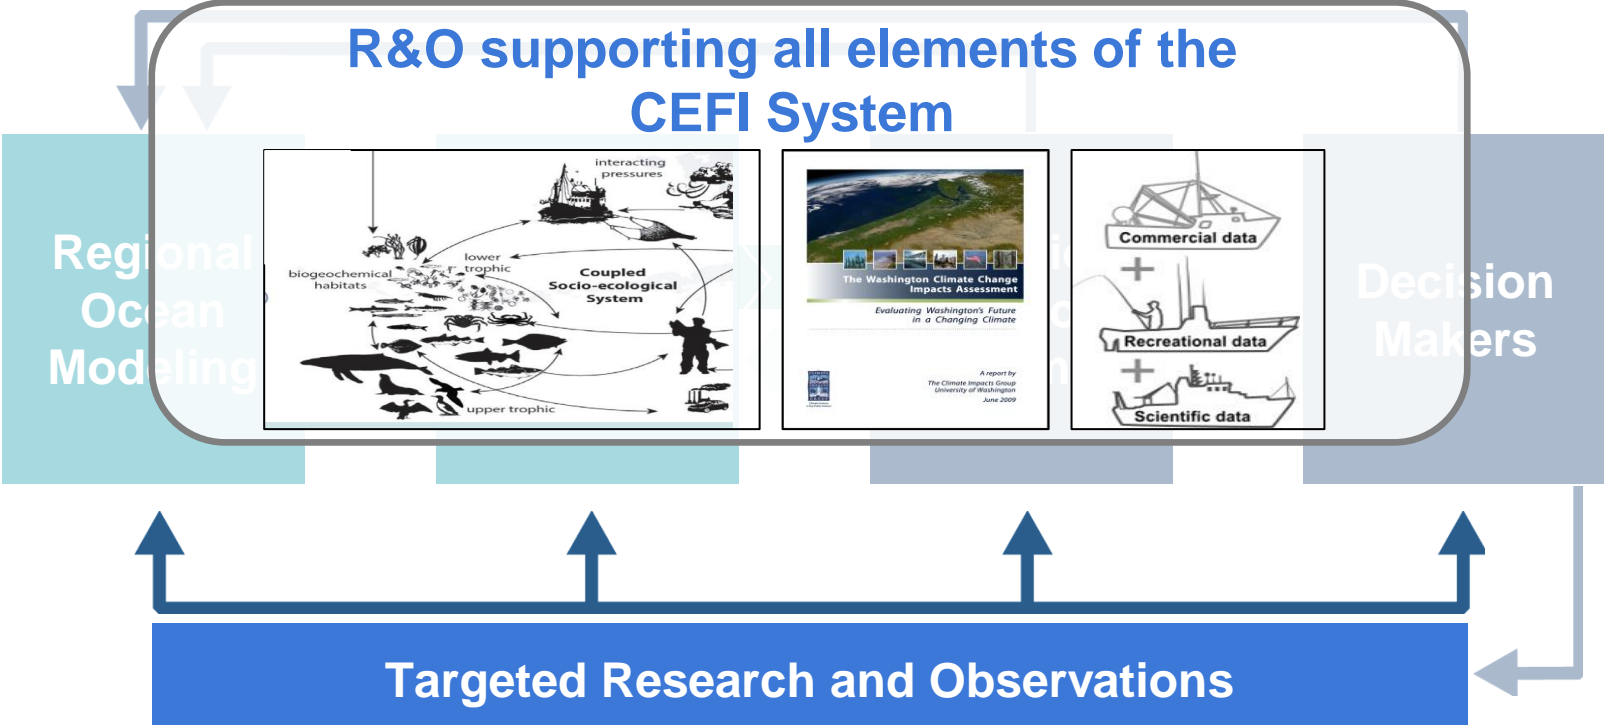 R&O supporting all elements of the
CEFI System
Regional
Ocean
Modeling
interacting
pressures
lower
trophic
biogeochemical
habitats
Coupled
Socio-ecological
System
upper trophic
The Washington Climate Change
Impacts Assessment
Evaluating Washington's Future
in a Changing Climate
A report by
The Climate Impacts Group
University of Washington
June 2009
Commercial data
+
Recreational data
+
Scientific data
Decision
Makers
Targeted Research and Observations